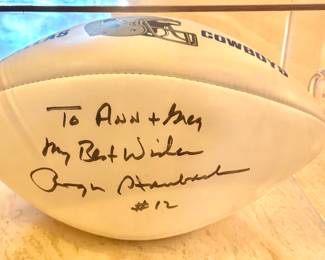 COWBOYS
To Ann + Greg
My Best Wishes
Roger Staubach
#12